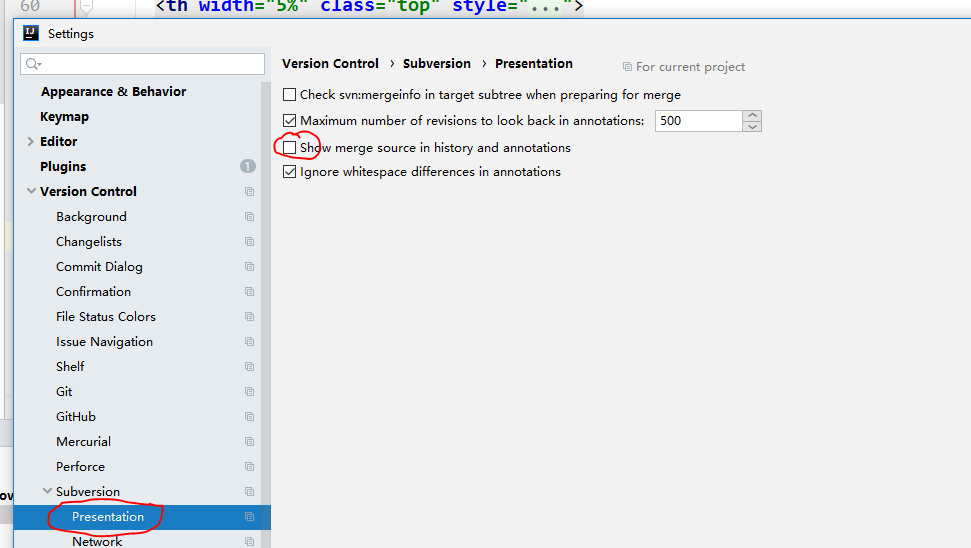 60 <th width="5%" class="top" style="...">
Settings
Version Control › Subversion › Presentation
For current project
Appearance & Behavior
Keymap
Editor
Plugins 1
Version Control
Background
Changelists
Commit Dialog
Confirmation
File Status Colors
Issue Navigation
Shelf
Git
GitHub
Mercurial
Perforce
Subversion
Presentation
Network
Check svn:mergeinfo in target subtree when preparing for merge
Maximum number of revisions to look back in annotations: 500
Show merge source in history and annotations
Ignore whitespace differences in annotations